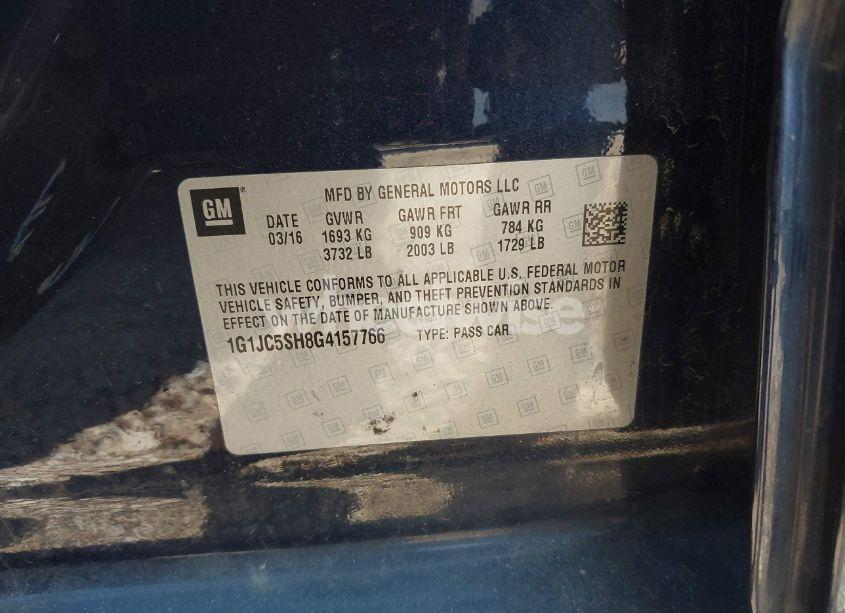 GM
MFD BY GENERAL MOTORS LLC
DATE GVWR GAWR FRT GAWR RR
03/16 1693 KG 909 KG 784 KG
3732 LB 2003 LB 1729 LB
THIS VEHICLE CONFORMS TO ALL APPLICABLE U.S. FEDERAL MOTOR
VEHICLE SAFETY, BUMPER, AND THEFT PREVENTION STANDARDS IN
EFFECT ON THE DATE OF MANUFACTURE SHOWN ABOVE.
1G1JC5SH8G4157766 TYPE: PASS CAR